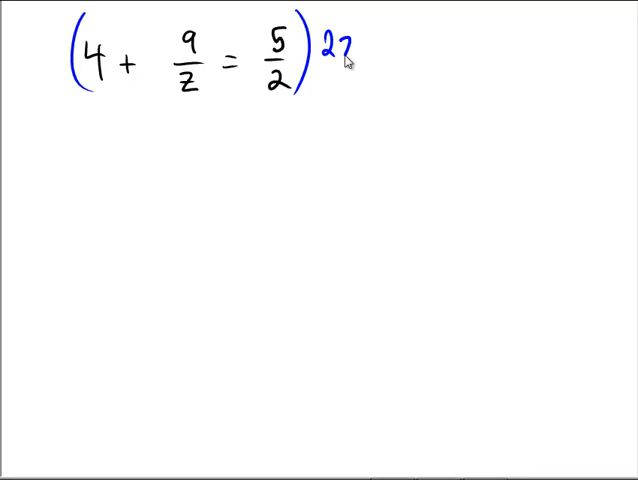 (4 + 9/z = 5/2) 2z